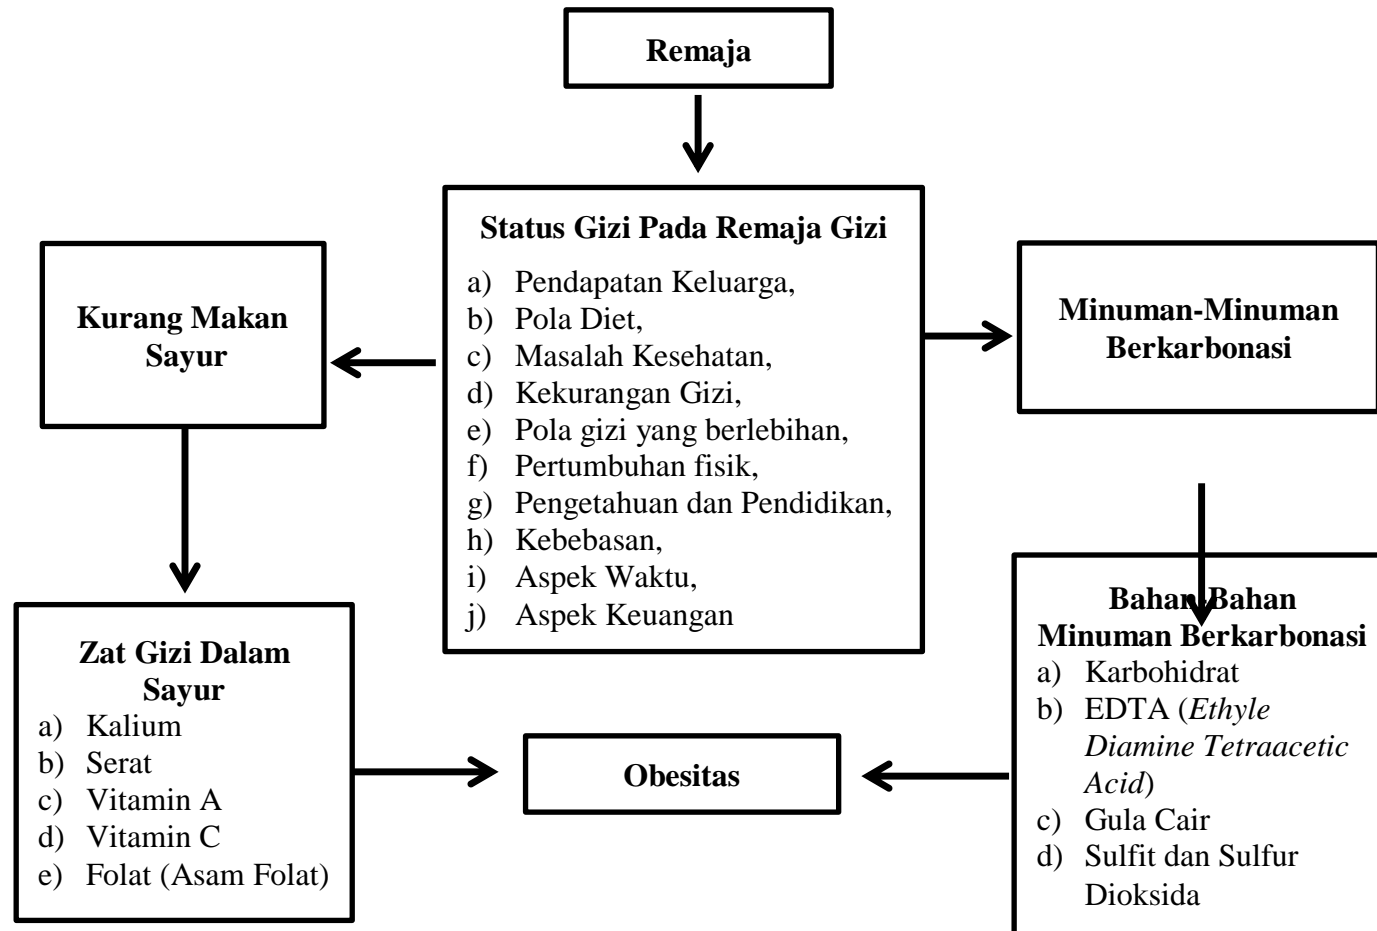 Remaja
Status Gizi Pada Remaja Gizi
a) Pendapatan Keluarga,
b) Pola Diet,
c) Masalah Kesehatan,
d) Kekurangan Gizi,
e) Pola gizi yang berlebihan,
f) Pertumbuhan fisik,
g) Pengetahuan dan Pendidikan,
h) Kebebasan,
i) Aspek Waktu,
j) Aspek Keuangan
Kurang Makan
Sayur
Minuman-Minuman
Berkarbonasi
Zat Gizi Dalam
Sayur
a) Kalium
b) Serat
c) Vitamin A
d) Vitamin C
e) Folat (Asam Folat)
Obesitas
Bahan-Bahan
Minuman Berkarbonasi
a) Karbohidrat
b) EDTA (Ethyle
Diamine Tetraacetic
Acid)
c) Gula Cair
d) Sulfit dan Sulfur
Dioksida